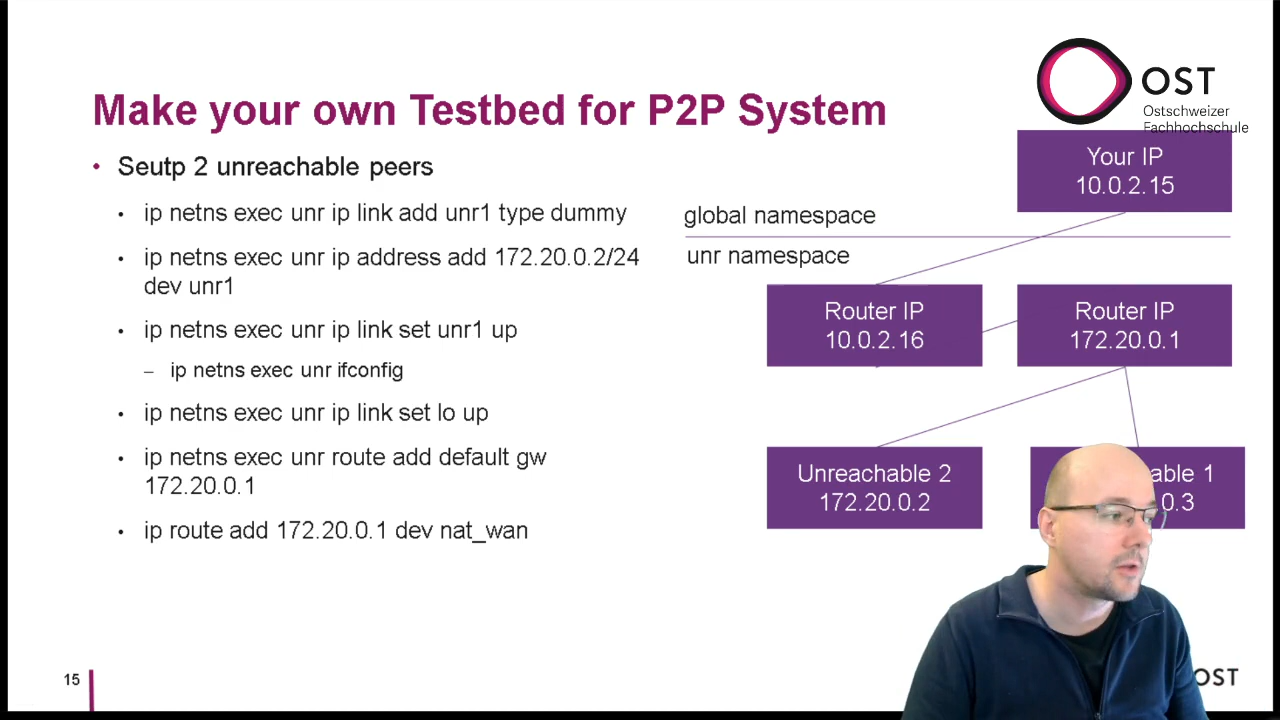 OST
Ostschweizer
Fachhochschule
Make your own Testbed for P2P System
• Seutp 2 unreachable peers
• ip netns exec unr ip link add unr1 type dummy
• ip netns exec unr ip address add 172.20.0.2/24
dev unr1
• ip netns exec unr ip link set unr1 up
– ip netns exec unr ifconfig
• ip netns exec unr ip link set lo up
• ip netns exec unr route add default gw
172.20.0.1
• ip route add 172.20.0.1 dev nat_wan
Your IP
10.0.2.15
global namespace
unr namespace
Router IP
10.0.2.16
Router IP
172.20.0.1
Unreachable 2
172.20.0.2
able 1
0.3
15
OST